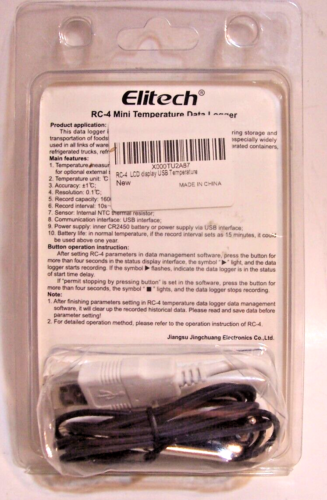 Elitech®
RC-4 Mini Temperature Data Logger
Product application:
This data logger i ring storage and
transportation of foods especially widely
used in all links of ware erated containers,
refrigerated trucks, refri
Main features:
1. Temperature measu
for optional external
2. Temperature unit: °C
3. Accuracy: ±1°C;
4. Resolution: 0.1°C;
5. Record capacity: 160
6. Record interval: 10s
7. Sensor: Internal NTC thermal resistor;
8. Communication interface: USB interface;
9. Power supply: inner CR2450 battery or power supply via USB interface;
10. Battery life: in normal temperature, if the record interval sets as 15 minutes, it can
be used above one year.
X000TU2A87
RC-4 LCD display USB Temperature
New
MADE IN CHINA
Button operation instruction:
After setting RC-4 parameters in data management software, press the button for
more than four seconds in the status display interface, the symbol "▶" light, and the data
logger starts recording. If the symbol ▶ flashes, indicate the data logger is in the status
of start time delay.
If "permit stopping by pressing button" is set in the software, press the button for
more than four seconds, the symbol " ■ " lights, and the data logger stops recording.
Note:
1. After finishing parameters setting in RC-4 temperature data logger data management
software, it will clear up the recorded historical data. Please read and save data before
parameter setting!
2. For detailed operation method, please refer to the operation instruction of RC-4.
Jiangsu Jingchuang Electronics Co.,Ltd.